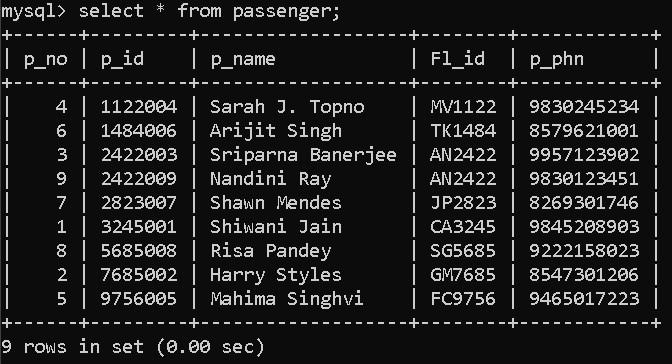 mysql> select * from passenger;
+------+---------+-------------------+--------+------------+
| p_no | p_id    | p_name            | Fl_id  | p_phn      |
+------+---------+-------------------+--------+------------+
|    4 | 1122004 | Sarah J. Topno    | MV1122 | 9830245234 |
|    6 | 1484006 | Arijit Singh      | TK1484 | 8579621001 |
|    3 | 2422003 | Sriparna Banerjee | AN2422 | 9957123902 |
|    9 | 2422009 | Nandini Ray       | AN2422 | 9830123451 |
|    7 | 2823007 | Shawn Mendes      | JP2823 | 8269301746 |
|    1 | 3245001 | Shiwani Jain      | CA3245 | 9845208903 |
|    8 | 5685008 | Risa Pandey       | SG5685 | 9222158023 |
|    2 | 7685002 | Harry Styles      | GM7685 | 8547301206 |
|    5 | 9756005 | Mahima Singhvi    | FC9756 | 9465017223 |
+------+---------+-------------------+--------+------------+
9 rows in set (0.00 sec)